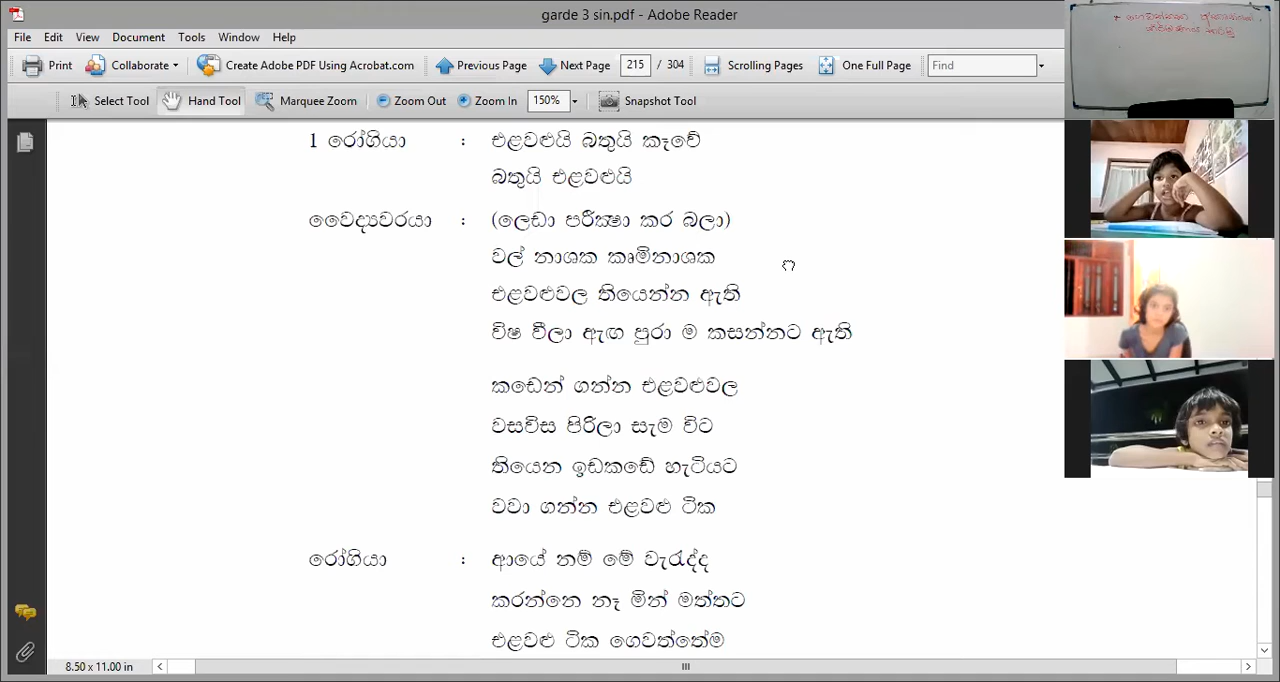 garde 3 sin.pdf - Adobe Reader
File Edit View Document Tools Window Help
Print Collaborate Create Adobe PDF Using Acrobat.com Previous Page Next Page 215 / 304 Scrolling Pages One Full Page Find
Select Tool Hand Tool Marquee Zoom Zoom Out Zoom In 150% Snapshot Tool
1 රෝගියා : එළවළුයි බතුයි කෑවේ
බතුයි එළවළුයි
වෛද්‍යවරයා : (ලෙඩා පරීක්‍ෂා කර බලා)
වල් නාශක කෘමිනාශක
එළවළුවල තියෙන්න ඇති
විෂ වීලා ඇඟ පුරා ම කසන්නට ඇති
කඩෙන් ගන්න එළවළුවල
වසවිස පිරිලා සැම විට
තියෙන ඉඩකඩේ හැටියට
වවා ගන්න එළවළු ටික
රෝගියා : ආයේ නම් මේ වැරැද්ද
කරන්නෙ නෑ මින් මත්තට
එළවළු ටික ගෙවත්තේම
8.50 x 11.00 in